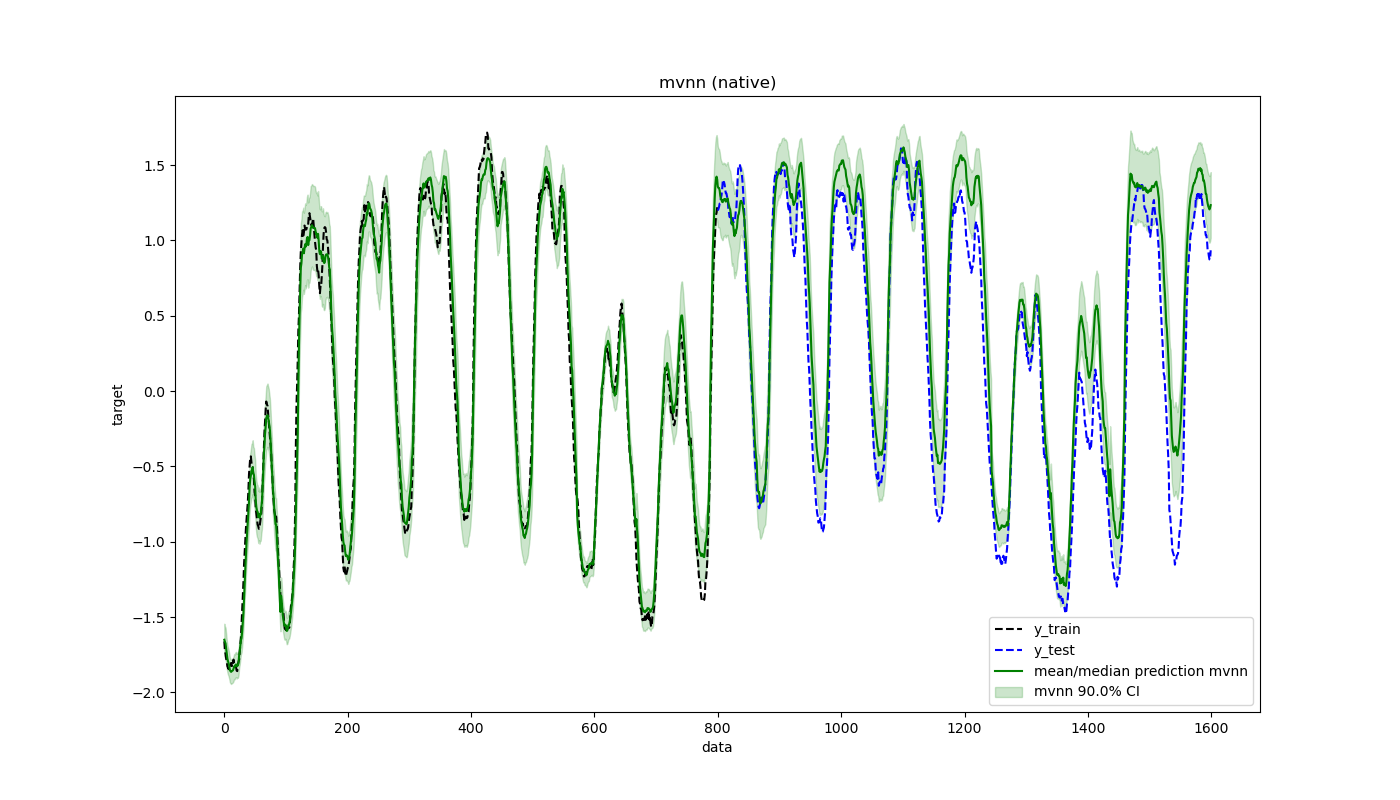 mvnn (native)
target
1.5
1.0
0.5
0.0
−0.5
−1.0
−1.5
−2.0
0 200 400 600 800 1000 1200 1400 1600
data
y_train
y_test
mean/median prediction mvnn
mvnn 90.0% CI